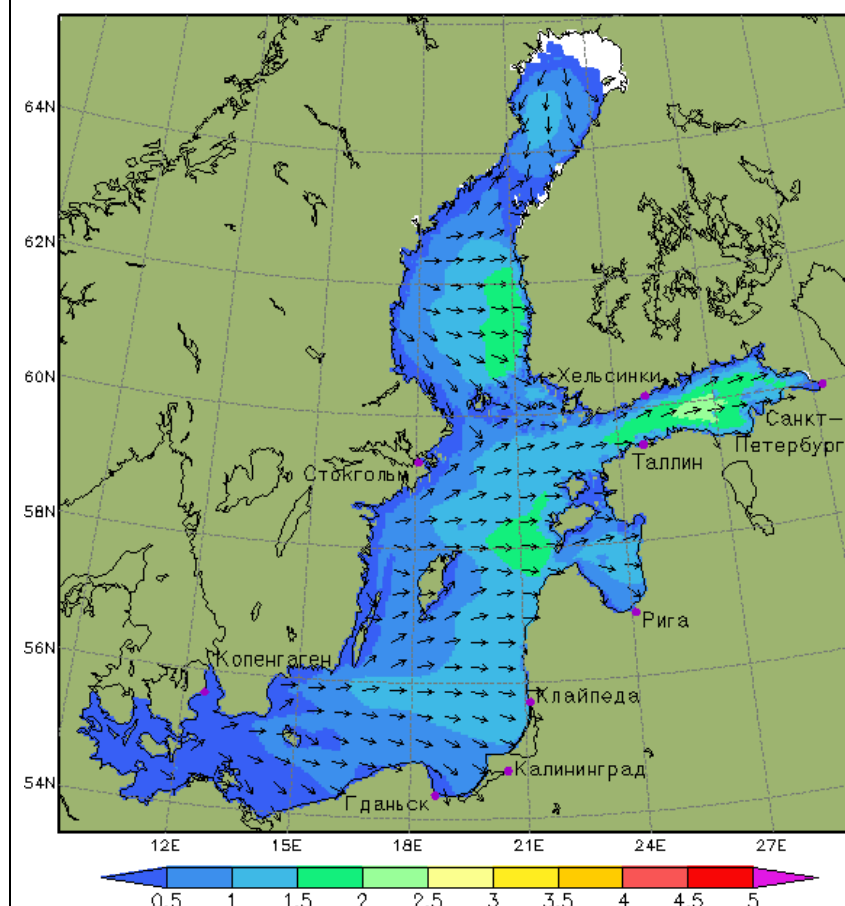 64N
62N
60N
58N
56N
54N
Хельсинки
Санкт-
Петербург
Таллин
Стокгольм
Рига
Копенгаген
Клайпеда
Калининград
Гданьск
12E 15E 18E 21E 24E 27E
0.5 1 1.5 2 2.5 3 3.5 4 4.5 5